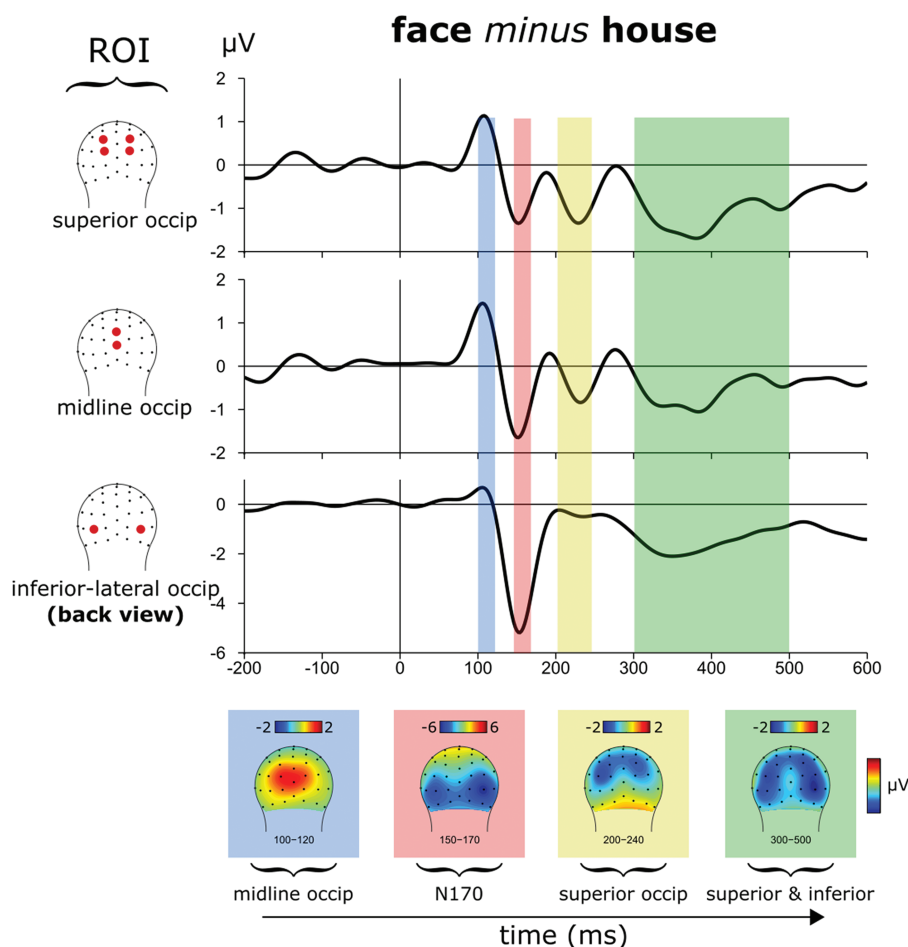 face minus house
ROI
µV
superior occip
2
1
0
-1
-2
midline occip
2
1
0
-1
-2
inferior-lateral occip
(back view)
0
-2
-4
-6
-200 -100 0 100 200 300 400 500 600
-2 2
-6 6
-2 2
-2 2
µV
100−120
150−170
200−240
300−500
midline occip
N170
superior occip
superior & inferior
time (ms)